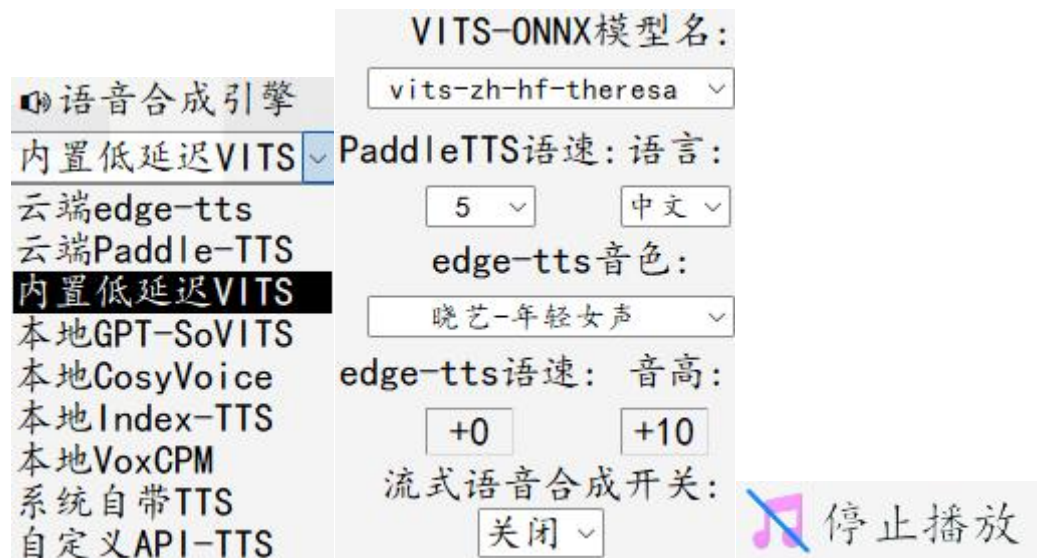 语音合成引擎
内置低延迟VITS
云端edge-tts
云端Paddle-TTS
内置低延迟VITS
本地GPT-SoVITS
本地CosyVoice
本地Index-TTS
本地VoxCPM
系统自带TTS
自定义API-TTS
VITS-ONNX模型名:
vits-zh-hf-theresa
PaddleTTS语速: 语言:
5 中文
edge-tts音色:
晓艺-年轻女声
edge-tts语速: 音高:
+0 +10
流式语音合成开关:
关闭
停止播放